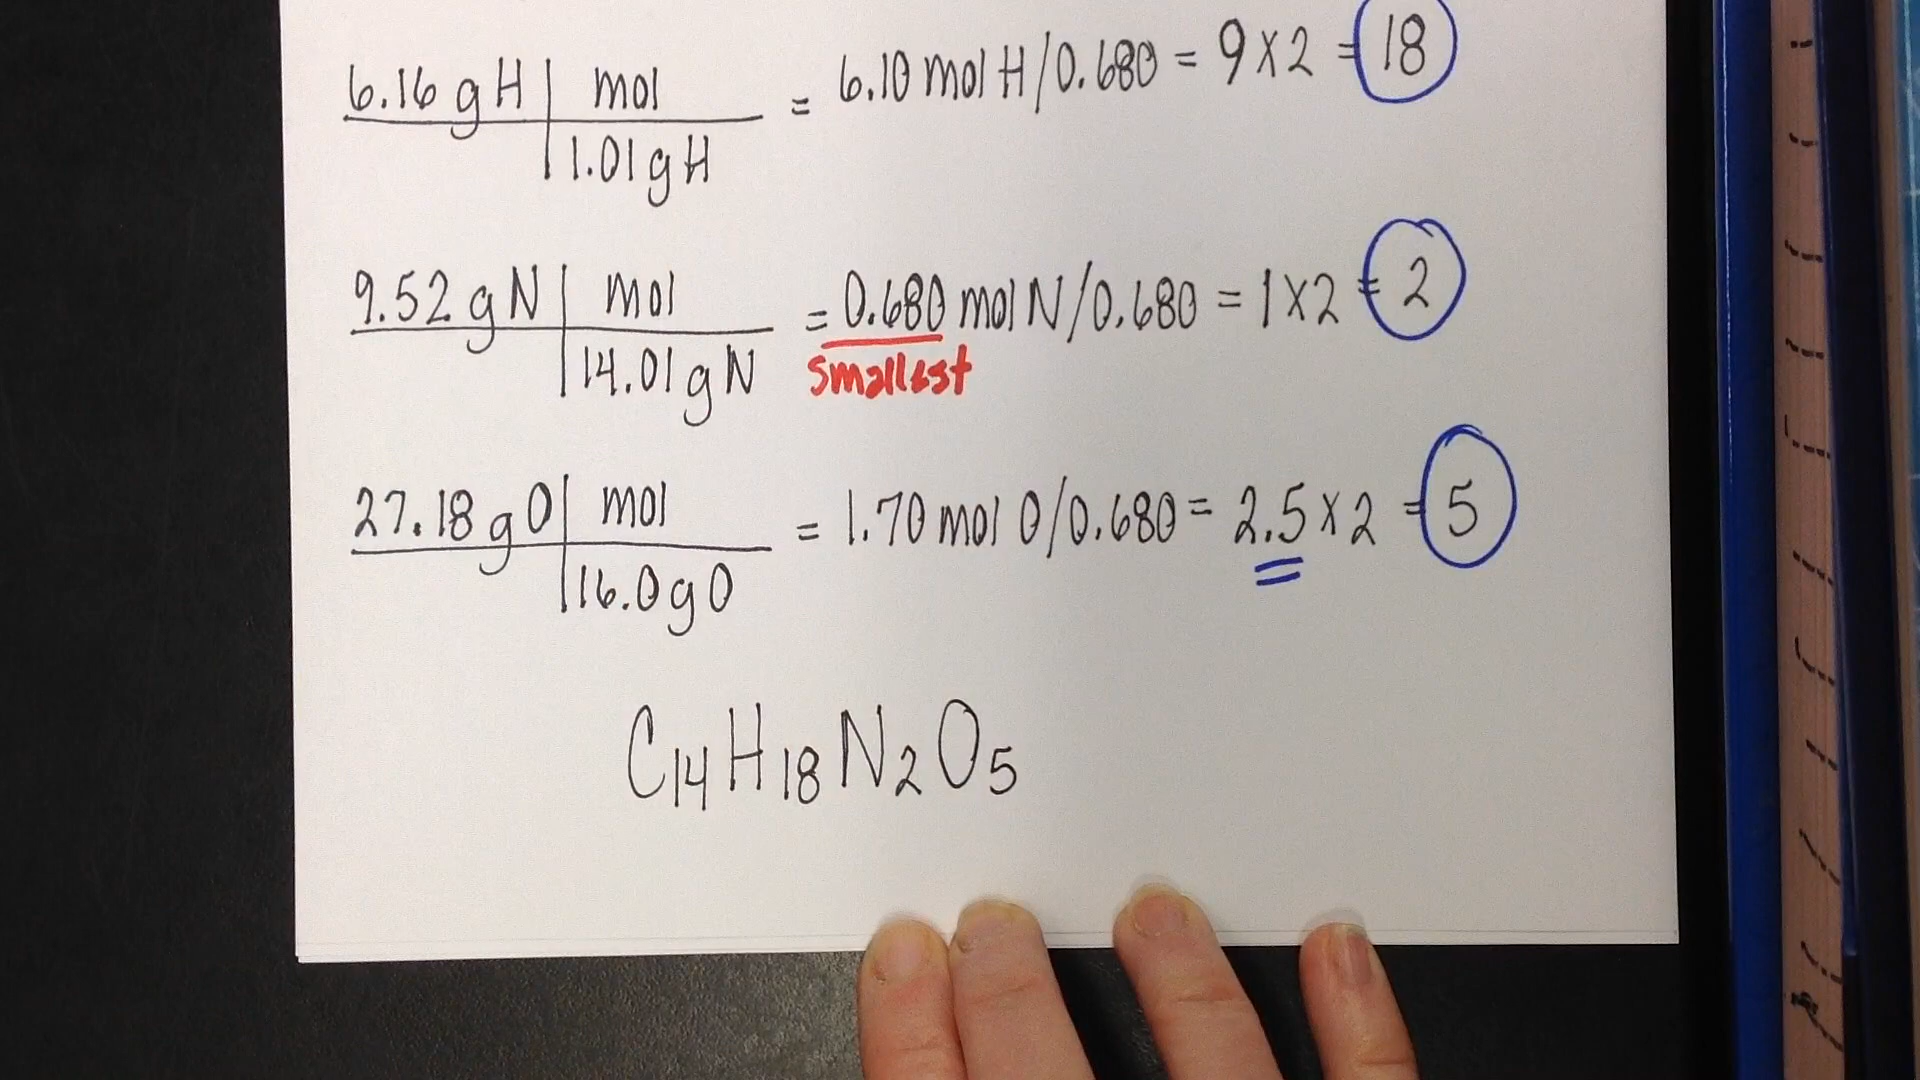 6.16 g H | mol = 6.10 mol H/0.680 = 9 x 2 = 18
1.01 g H
9.52 g N | mol = 0.680 mol N/0.680 = 1 x 2 = 2
14.01 g N
smallest
27.18 g O | mol = 1.70 mol O/0.680 = 2.5 x 2 = 5
16.0 g O
C14H18N2O5